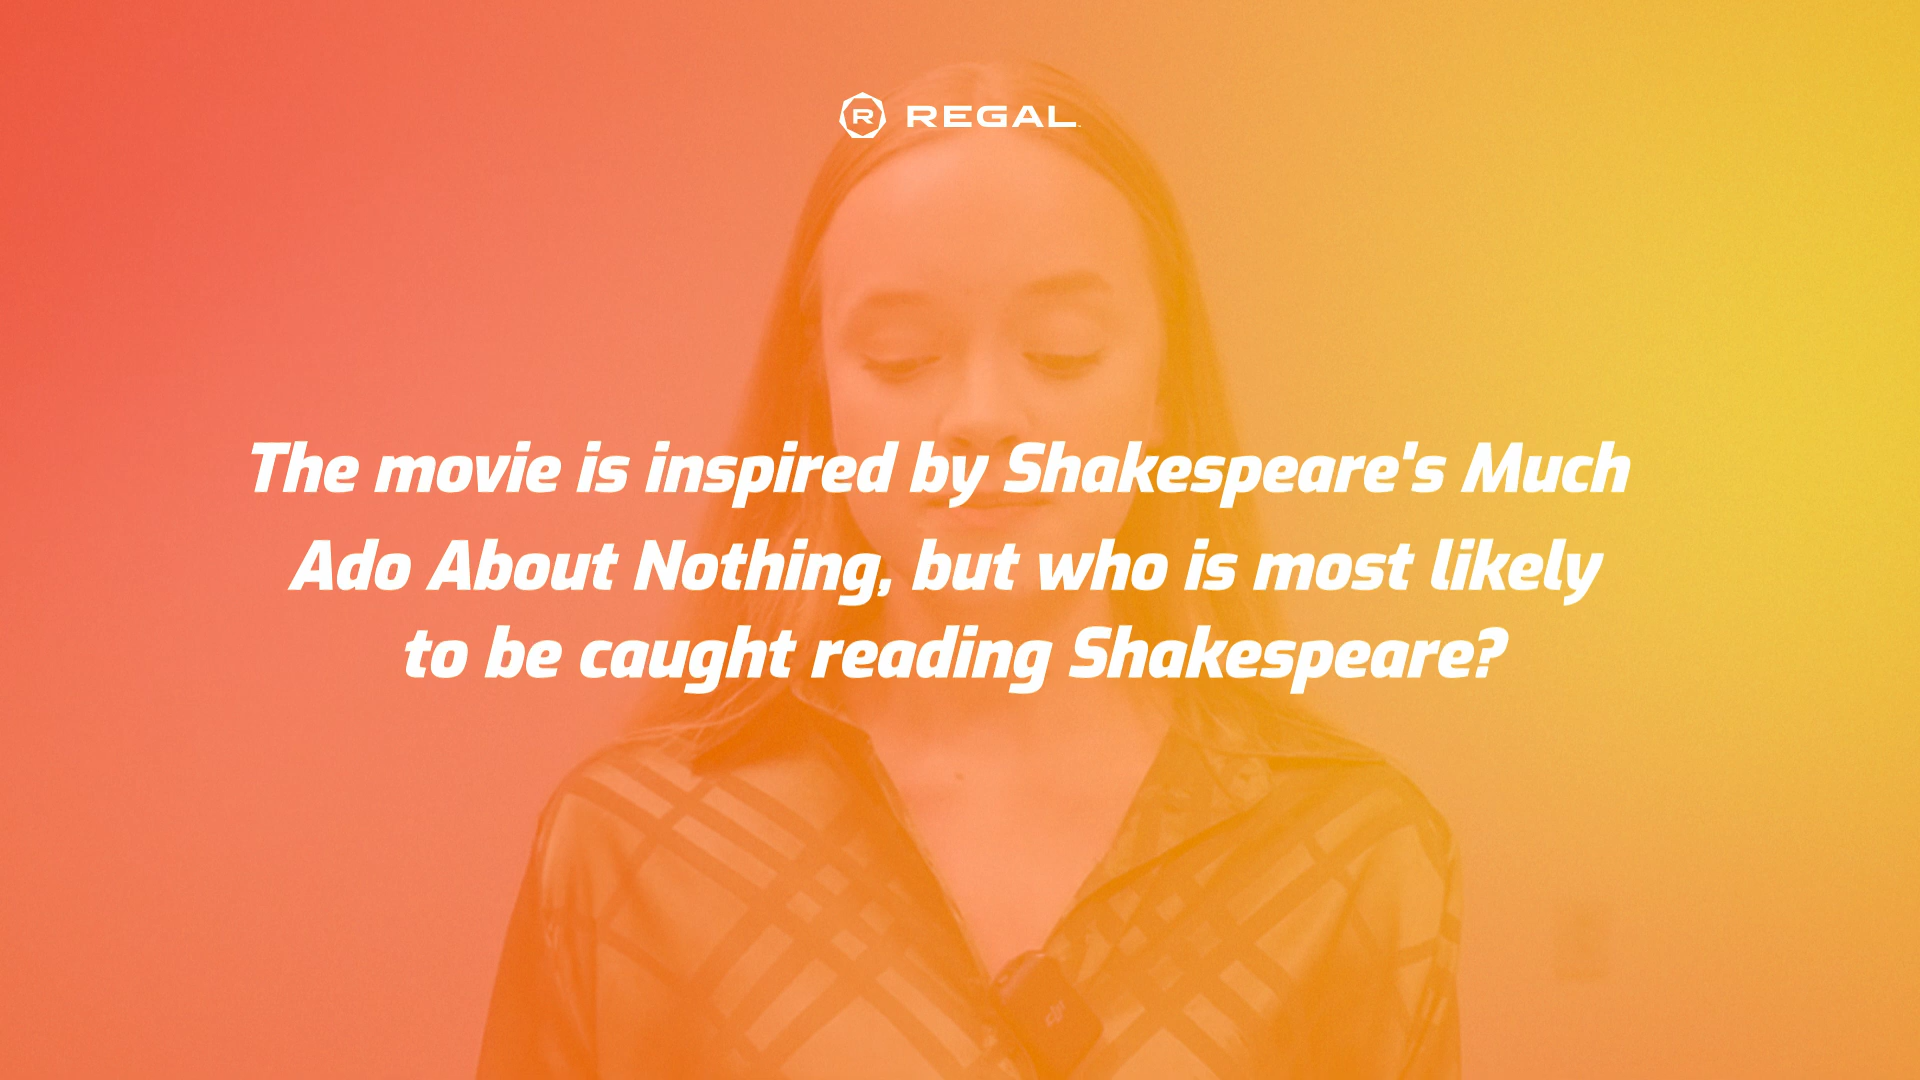 R REGAL
The movie is inspired by Shakespeare's Much
Ado About Nothing, but who is most likely
to be caught reading Shakespeare?
dji